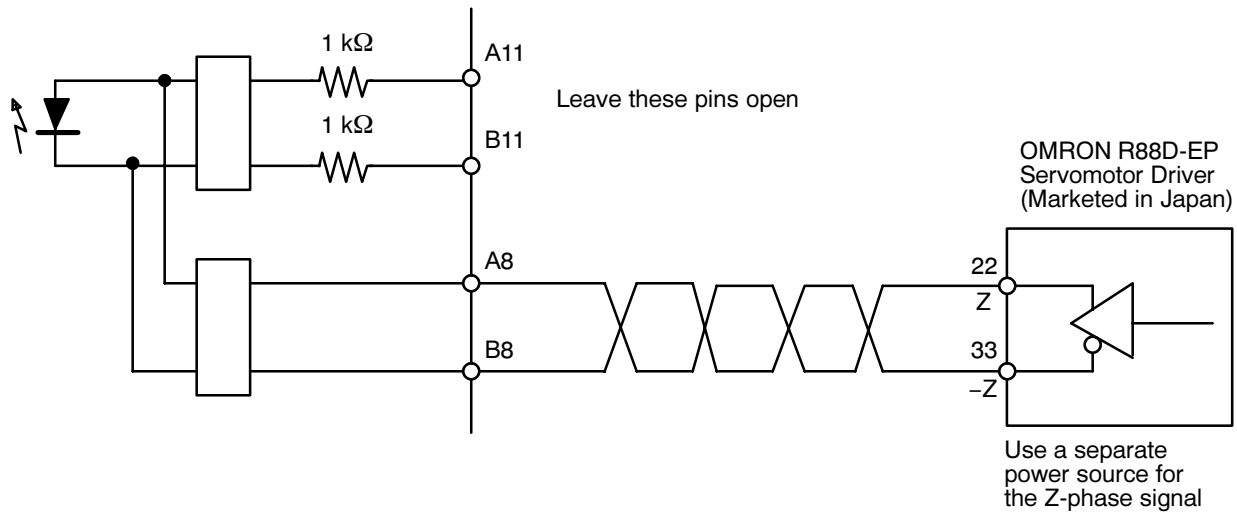 1 kΩ
A11
Leave these pins open
1 kΩ
B11
OMRON R88D-EP
Servomotor Driver
(Marketed in Japan)
A8
22
Z
B8
33
–Z
Use a separate
power source for
the Z-phase signal